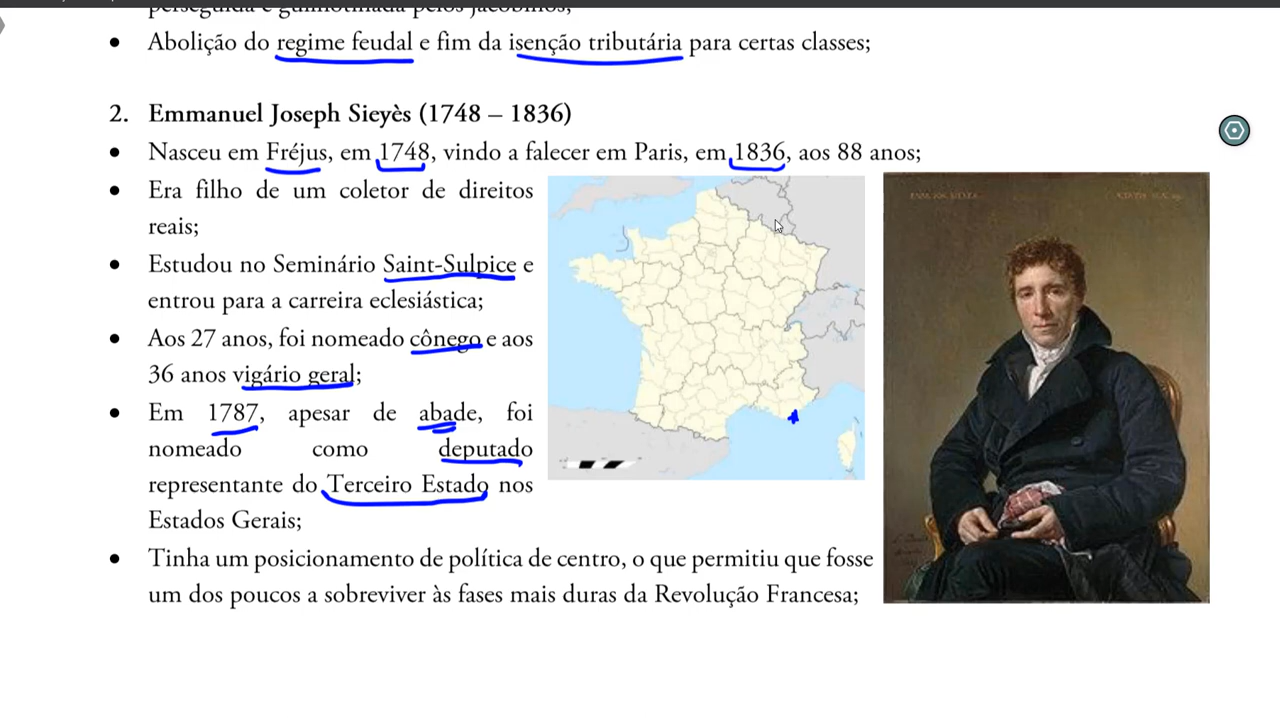 perseguida e guilhotinada pelos jacobinos;
• Abolição do regime feudal e fim da isenção tributária para certas classes;
2. Emmanuel Joseph Sieyès (1748 – 1836)
• Nasceu em Fréjus, em 1748, vindo a falecer em Paris, em 1836, aos 88 anos;
• Era filho de um coletor de direitos
reais;
• Estudou no Seminário Saint-Sulpice e
entrou para a carreira eclesiástica;
• Aos 27 anos, foi nomeado cônego e aos
36 anos vigário geral;
• Em 1787, apesar de abade, foi
nomeado como deputado
representante do Terceiro Estado nos
Estados Gerais;
• Tinha um posicionamento de política de centro, o que permitiu que fosse
um dos poucos a sobreviver às fases mais duras da Revolução Francesa;